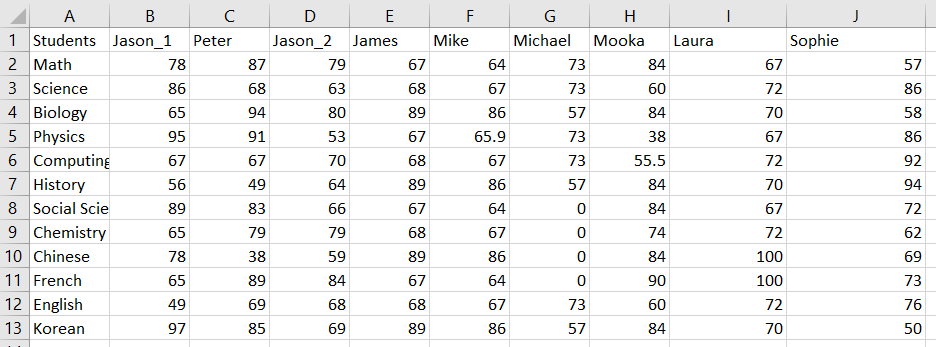 A B C D E F G H I J
1 Students Jason_1 Peter Jason_2 James Mike Michael Mooka Laura Sophie
2 Math 78 87 79 67 64 73 84 67 57
3 Science 86 68 63 68 67 73 60 72 86
4 Biology 65 94 80 89 86 57 84 70 58
5 Physics 95 91 53 67 65.9 73 38 67 86
6 Computing 67 67 70 68 67 73 55.5 72 92
7 History 56 49 64 89 86 57 84 70 94
8 Social Scie 89 83 66 67 64 0 84 67 72
9 Chemistry 65 79 79 68 67 0 74 72 62
10 Chinese 78 38 59 89 86 0 84 100 69
11 French 65 89 84 67 64 0 90 100 73
12 English 49 69 68 68 67 73 60 72 76
13 Korean 97 85 69 89 86 57 84 70 50